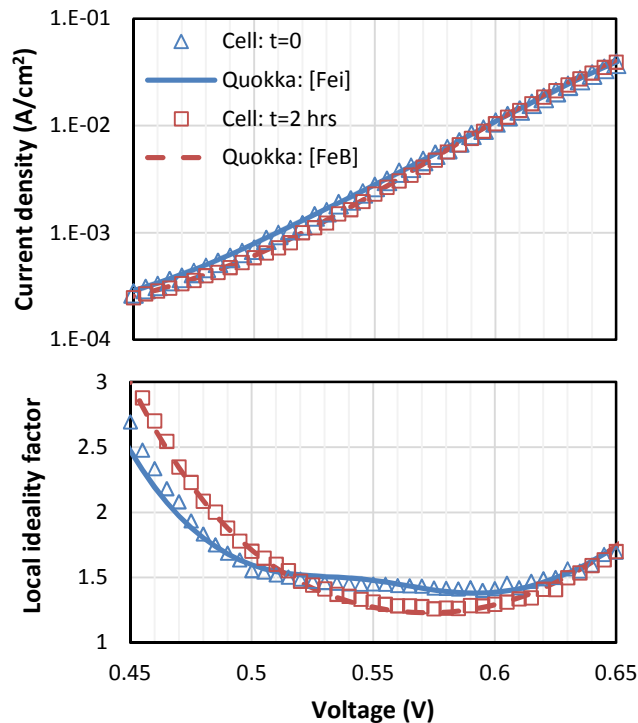 Current density (A/cm²)
1.E-01
1.E-02
1.E-03
1.E-04
Cell: t=0
Quokka: [Fei]
Cell: t=2 hrs
Quokka: [FeB]
Local ideality factor
3
2.5
2
1.5
1
0.45
0.5
0.55
0.6
0.65
Voltage (V)